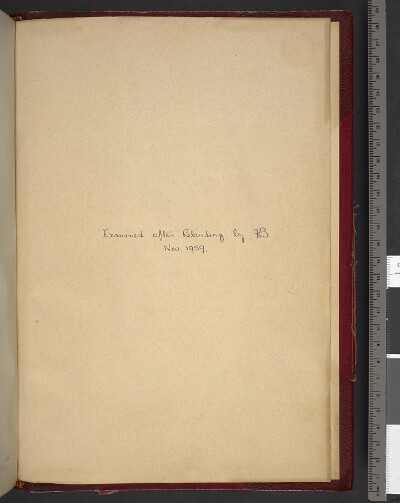 Examined after Rebinding by
Nov. 1959.